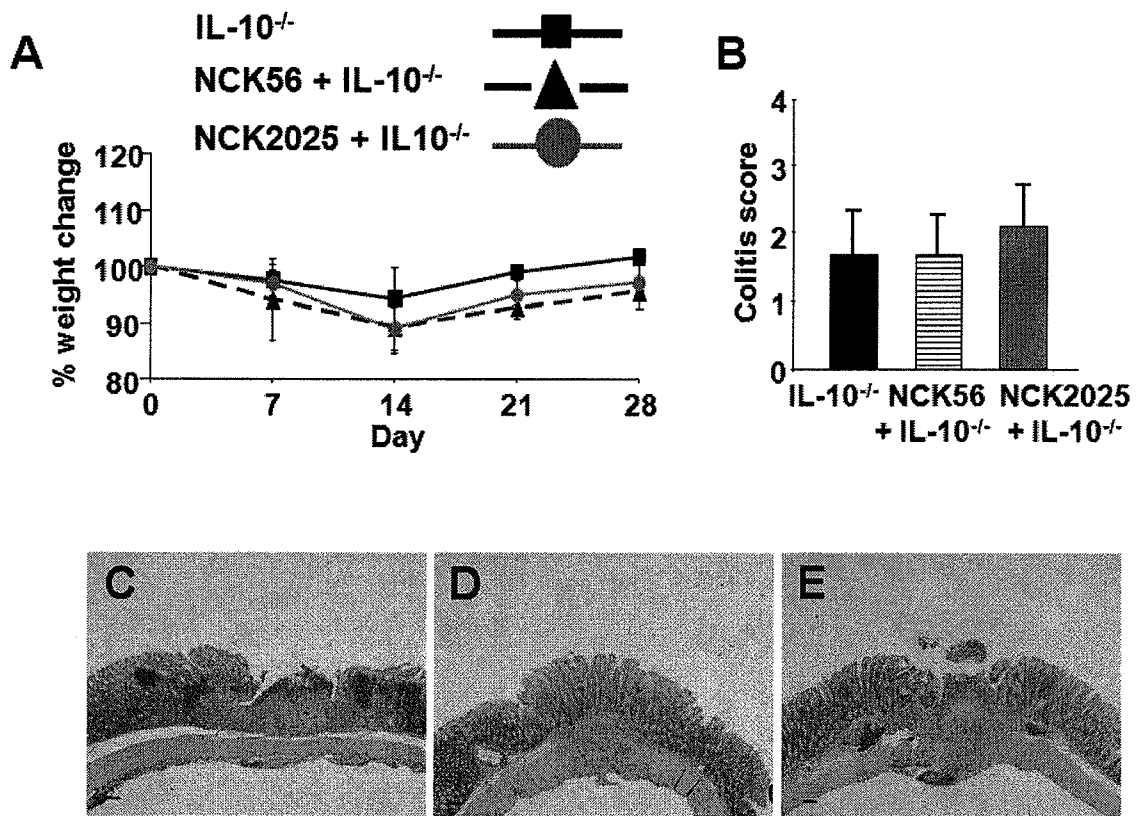 A
IL-10-/-
NCK56 + IL-10-/-
NCK2025 + IL10-/-
% weight change
120
110
100
90
80
0 7 14 21 28
Day
B
Colitis score
4
3
2
1
0
IL-10-/- NCK56 NCK2025
+ IL-10-/- + IL-10-/-
C D E